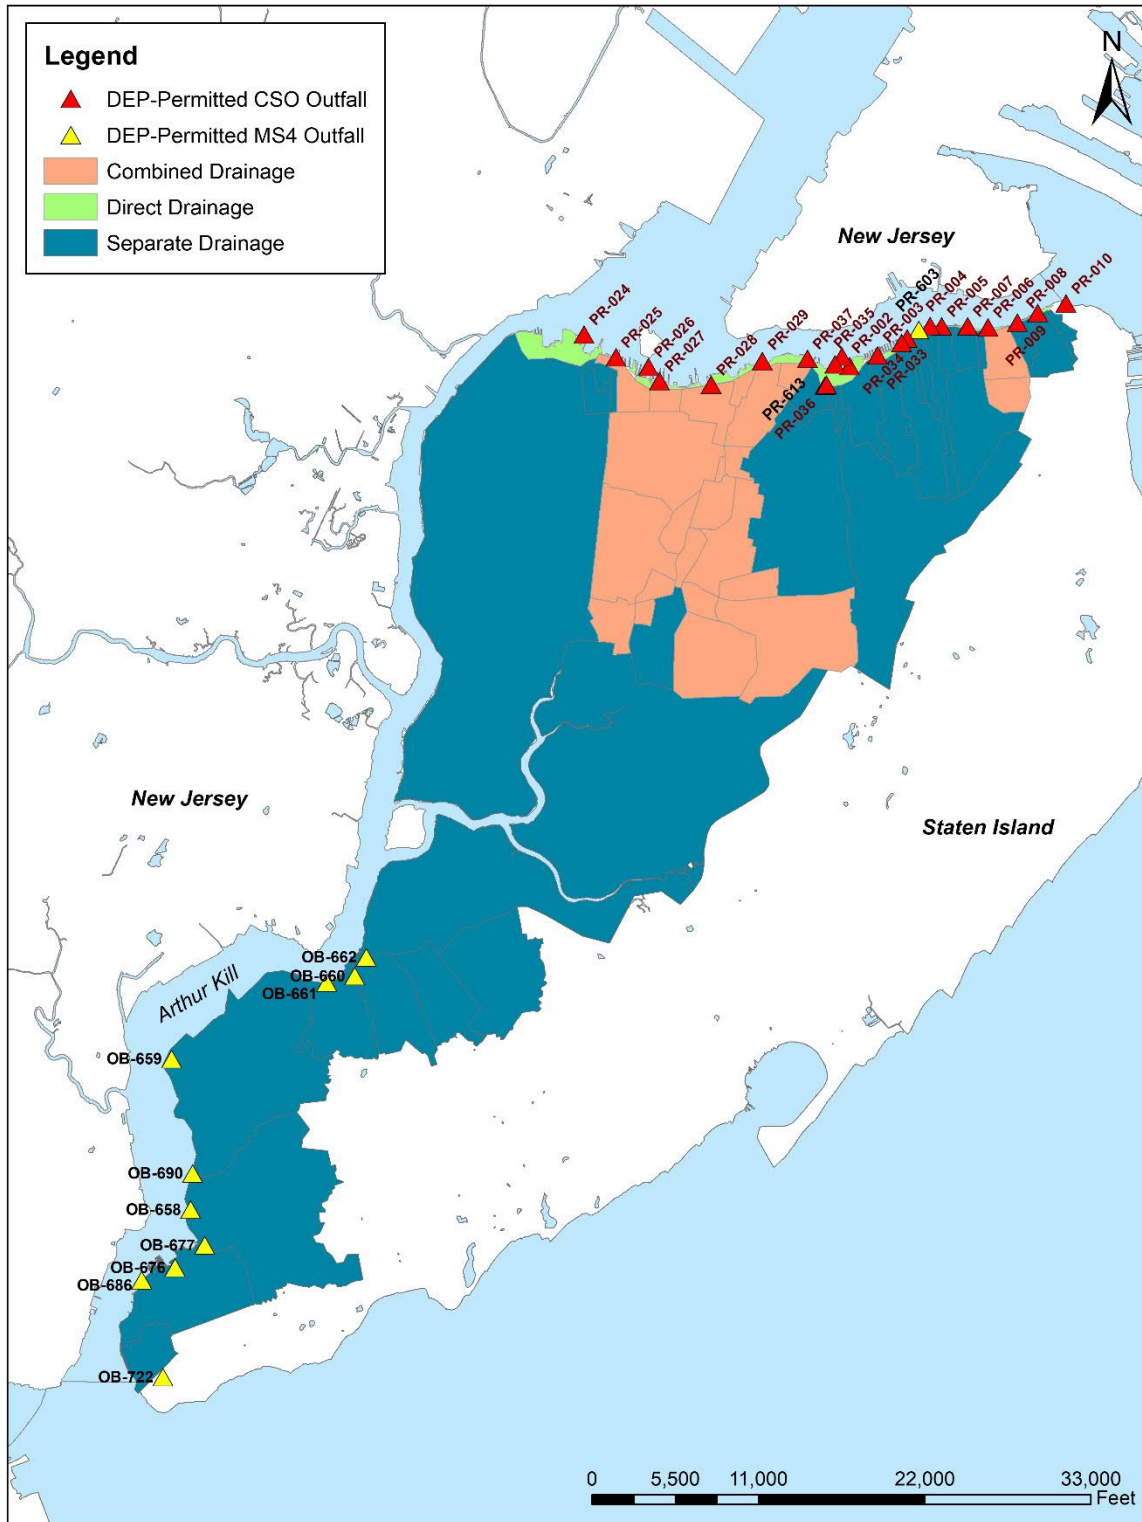 Legend
DEP-Permitted CSO Outfall
DEP-Permitted MS4 Outfall
Combined Drainage
Direct Drainage
Separate Drainage
N
New Jersey
PR-024
PR-025
PR-026
PR-027
PR-028
PR-029
PR-037
PR-035
PR-002
PR-003
PR-603
PR-004
PR-005
PR-007
PR-006
PR-008
PR-010
PR-009
PR-033
PR-034
PR-613
PR-036
New Jersey
Staten Island
Arthur Kill
OB-662
OB-660
OB-661
OB-659
OB-690
OB-658
OB-677
OB-676
OB-686
OB-722
0 5,500 11,000 22,000 33,000
Feet